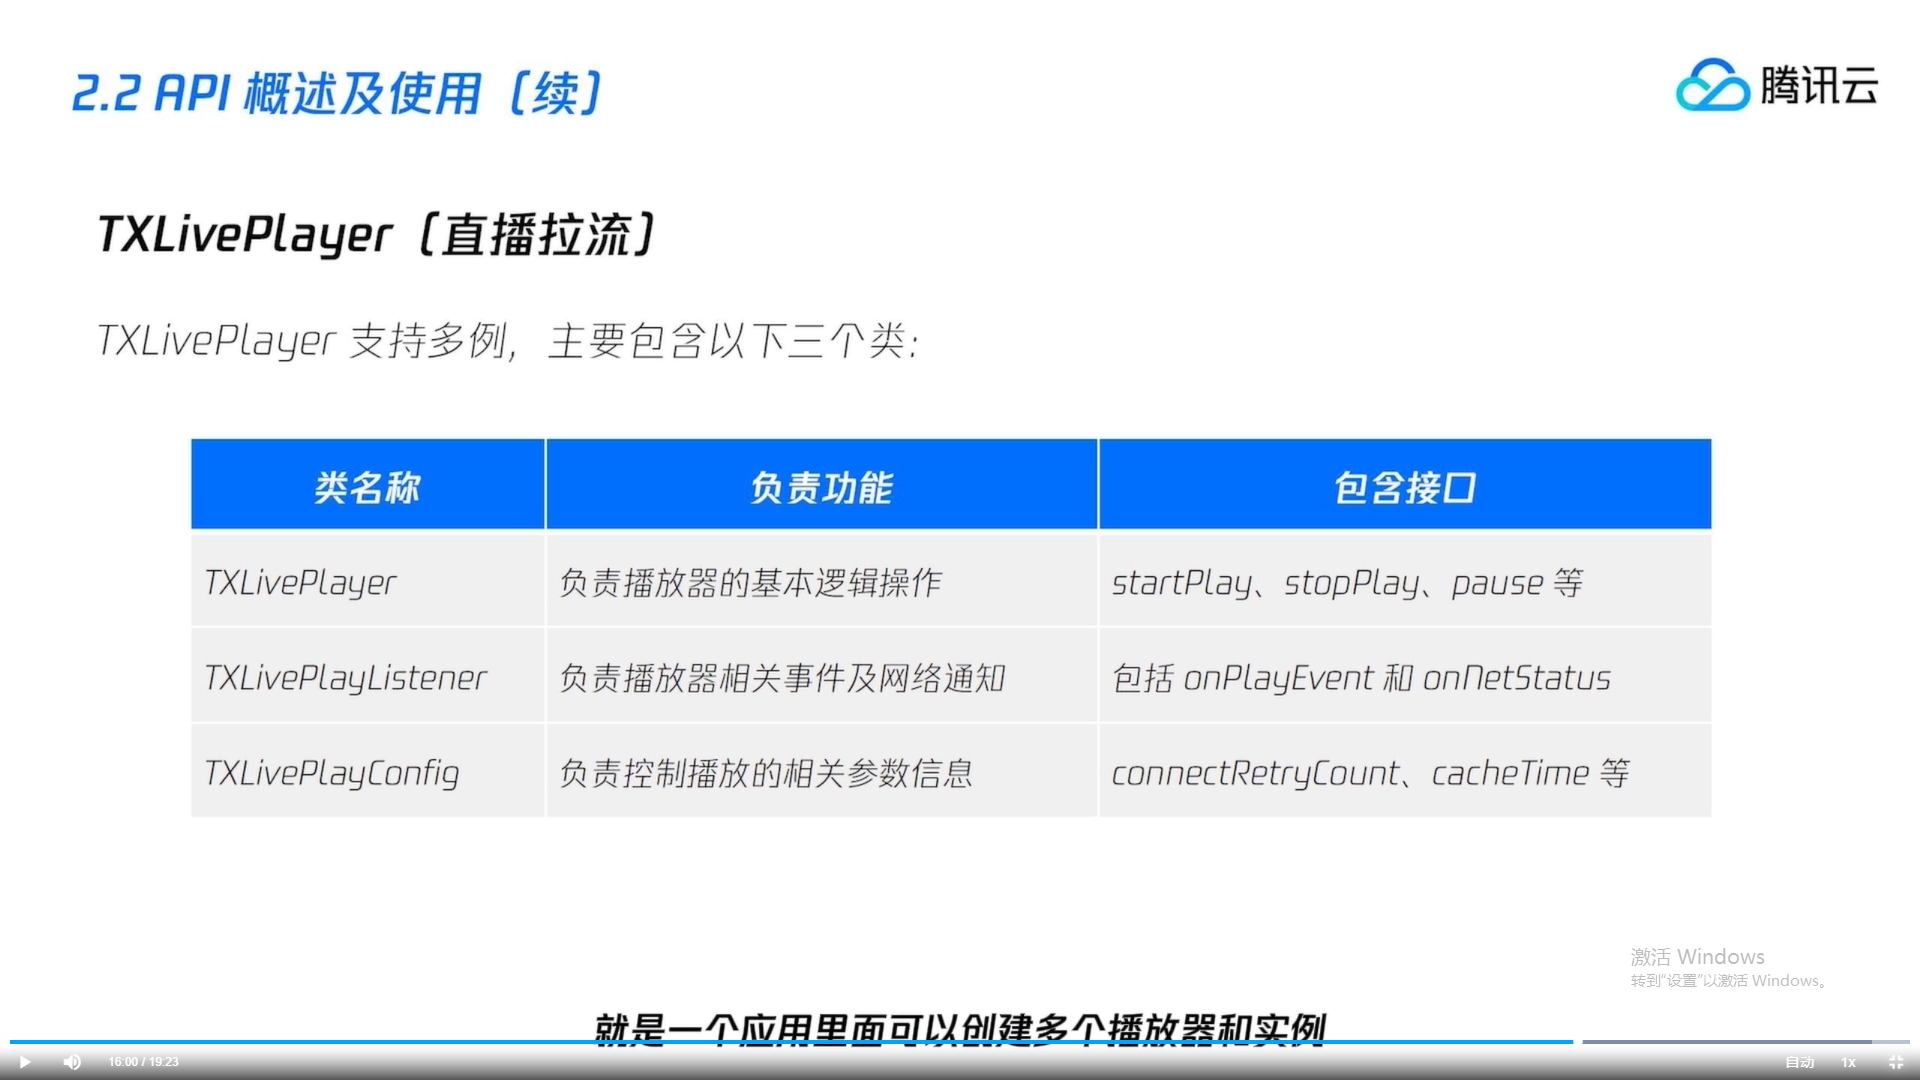 2.2 API 概述及使用（续）
腾讯云
TXLivePlayer（直播拉流）
TXLivePlayer 支持多例，主要包含以下三个类：
类名称 负责功能 包含接口
TXLivePlayer 负责播放器的基本逻辑操作 startPlay、stopPlay、pause 等
TXLivePlayListener 负责播放器相关事件及网络通知 包括 onPlayEvent 和 onNetStatus
TXLivePlayConfig 负责控制播放的相关参数信息 connectRetryCount、cacheTime 等
激活 Windows
转到“设置”以激活 Windows。
就是一个应用里面可以创建多个播放器和实例
16:00 / 19:23 自动 1x